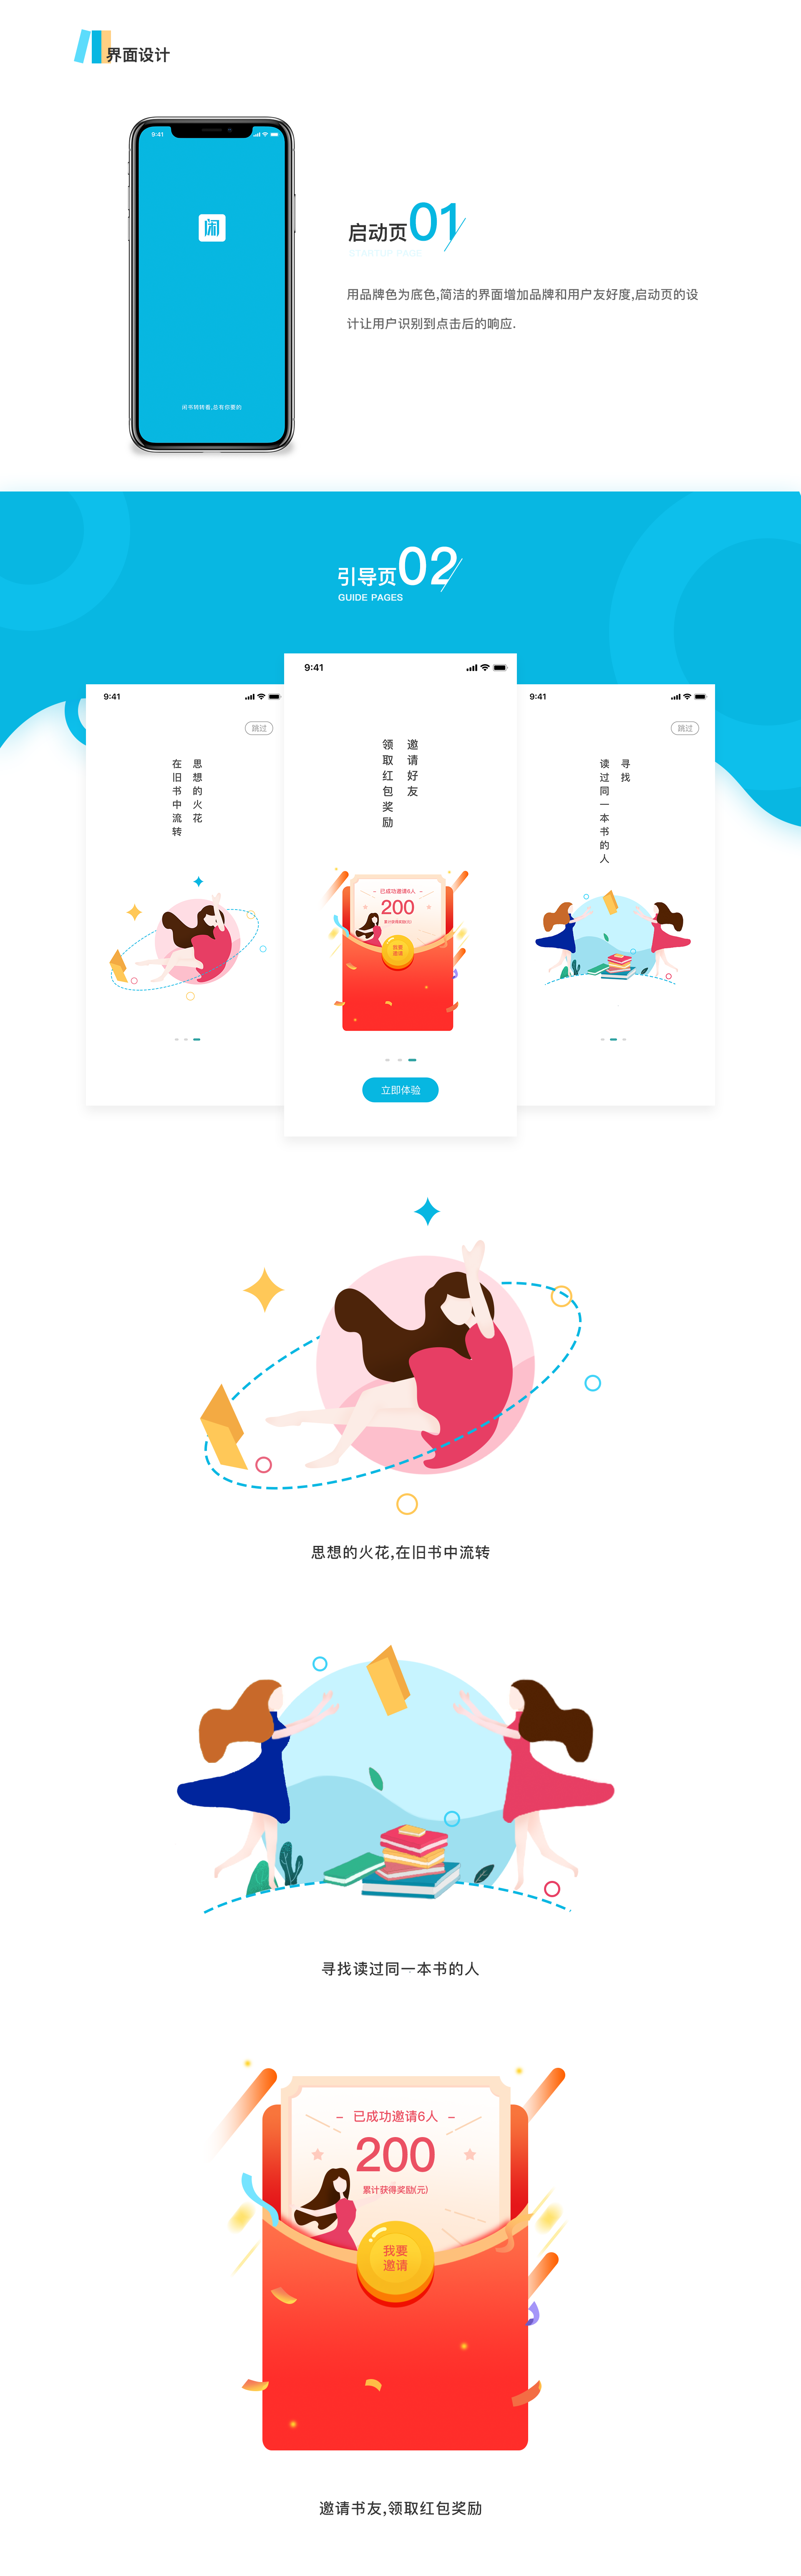 界面设计
9:41
闲
闲书转转看,总有你要的
启动页01
STARTUP PAGE
用品牌色为底色,简洁的界面增加品牌和用户友好度,启动页的设
计让用户识别到点击后的响应.
引导页02
GUIDE PAGES
9:41
跳过
思想的火花
在旧书中流转
9:41
邀请好友
领取红包奖励
已成功邀请6人
200
累计获得奖励(元)
我要
邀请
立即体验
9:41
跳过
寻找
读过同一本书的人
思想的火花,在旧书中流转
寻找读过同一本书的人
已成功邀请6人
200
累计获得奖励(元)
我要
邀请
邀请书友,领取红包奖励